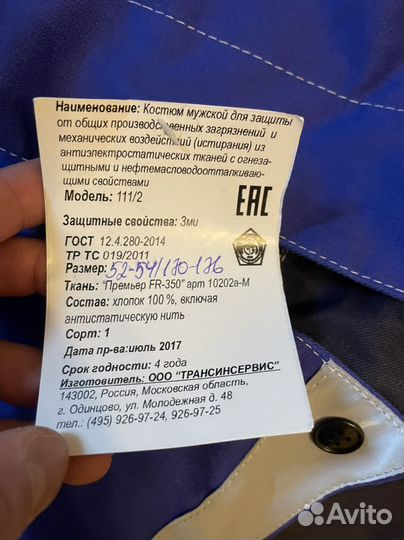 Наименование: Костюм мужской для защиты
от общих производственных загрязнений и
механических воздействий (истирания) из
антиэлектростатических тканей с огнеза-
щитными и нефтемасловодоотталкиваю-
щими свойствами
Модель: 111/2
ЕАС
Защитные свойства: Зми
ГОСТ 12.4.280-2014
ТР ТС 019/2011
Размер: 52-54/180-186
Ткань: "Премьер FR-350" арт 10202а-М
Состав: хлопок 100 %, включая
антистатическую нить
Сорт: 1
Дата пр-ва: июль 2017
Срок годности: 4 года
Изготовитель: ООО "ТРАНСИНСЕРВИС"
143002, Россия, Московская область,
г. Одинцово, ул. Молодежная д. 48
тел.: (495) 926-97-24, 926-97-25
Avito